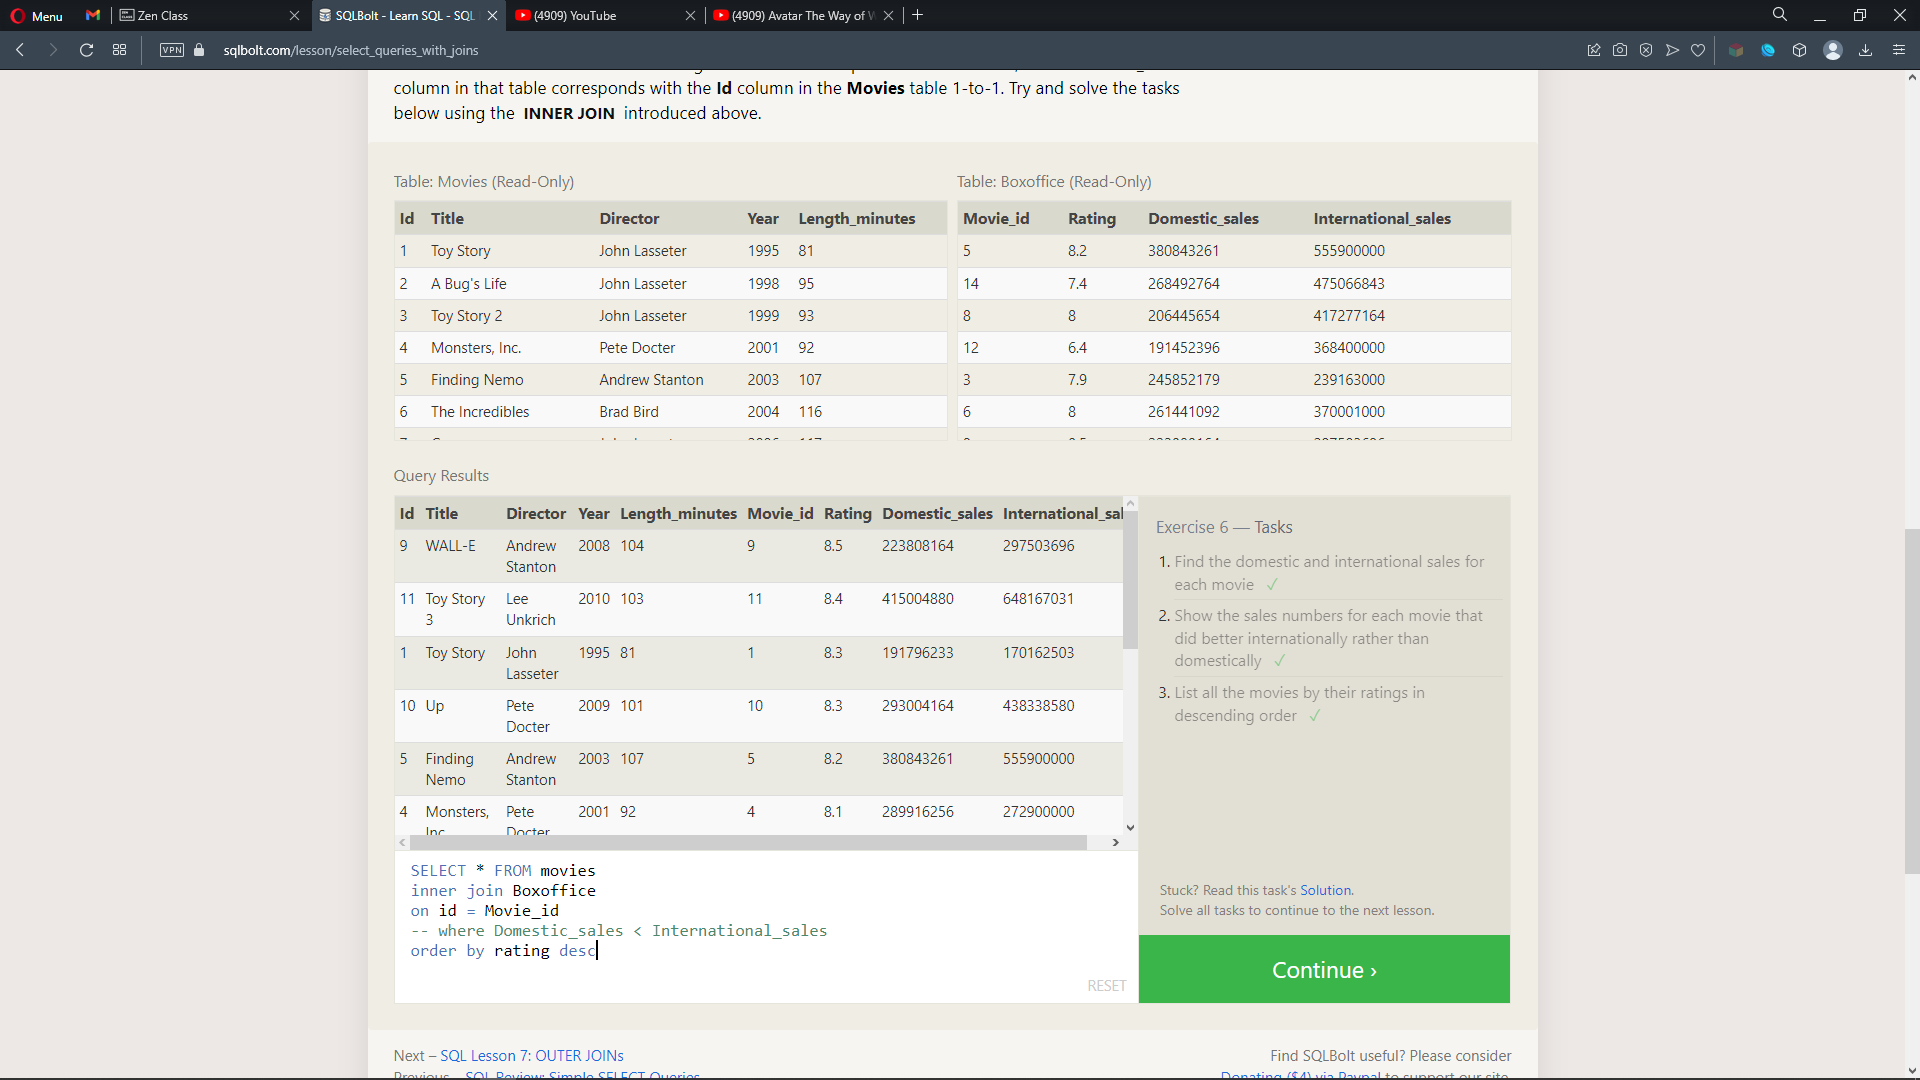 Menu
Zen Class
SQLBolt - Learn SQL - SQL
(4909) YouTube
(4909) Avatar The Way of W
VPN
sqlbolt.com/lesson/select_queries_with_joins
column in that table corresponds with the Id column in the Movies table 1-to-1. Try and solve the tasks
below using the INNER JOIN introduced above.
Table: Movies (Read-Only)
Id Title Director Year Length_minutes
1 Toy Story John Lasseter 1995 81
2 A Bug's Life John Lasseter 1998 95
3 Toy Story 2 John Lasseter 1999 93
4 Monsters, Inc. Pete Docter 2001 92
5 Finding Nemo Andrew Stanton 2003 107
6 The Incredibles Brad Bird 2004 116
Table: Boxoffice (Read-Only)
Movie_id Rating Domestic_sales International_sales
5 8.2 380843261 555900000
14 7.4 268492764 475066843
8 8 206445654 417277164
12 6.4 191452396 368400000
3 7.9 245852179 239163000
6 8 261441092 370001000
Query Results
Id Title Director Year Length_minutes Movie_id Rating Domestic_sales International_sal
9 WALL-E Andrew 2008 104 9 8.5 223808164 297503696
Stanton
11 Toy Story Lee 2010 103 11 8.4 415004880 648167031
3 Unkrich
1 Toy Story John 1995 81 1 8.3 191796233 170162503
Lasseter
10 Up Pete 2009 101 10 8.3 293004164 438338580
Docter
5 Finding Andrew 2003 107 5 8.2 380843261 555900000
Nemo Stanton
4 Monsters, Pete 2001 92 4 8.1 289916256 272900000
Inc. Docter
SELECT * FROM movies
inner join Boxoffice
on id = Movie_id
-- where Domestic_sales < International_sales
order by rating desc
RESET
Exercise 6 — Tasks
1. Find the domestic and international sales for
each movie ✓
2. Show the sales numbers for each movie that
did better internationally rather than
domestically ✓
3. List all the movies by their ratings in
descending order ✓
Stuck? Read this task's Solution.
Solve all tasks to continue to the next lesson.
Continue ›
Next – SQL Lesson 7: OUTER JOINs
Previous – SQL Review: Simple SELECT Queries
Find SQLBolt useful? Please consider
Donating ($4) via Paypal to support our site.